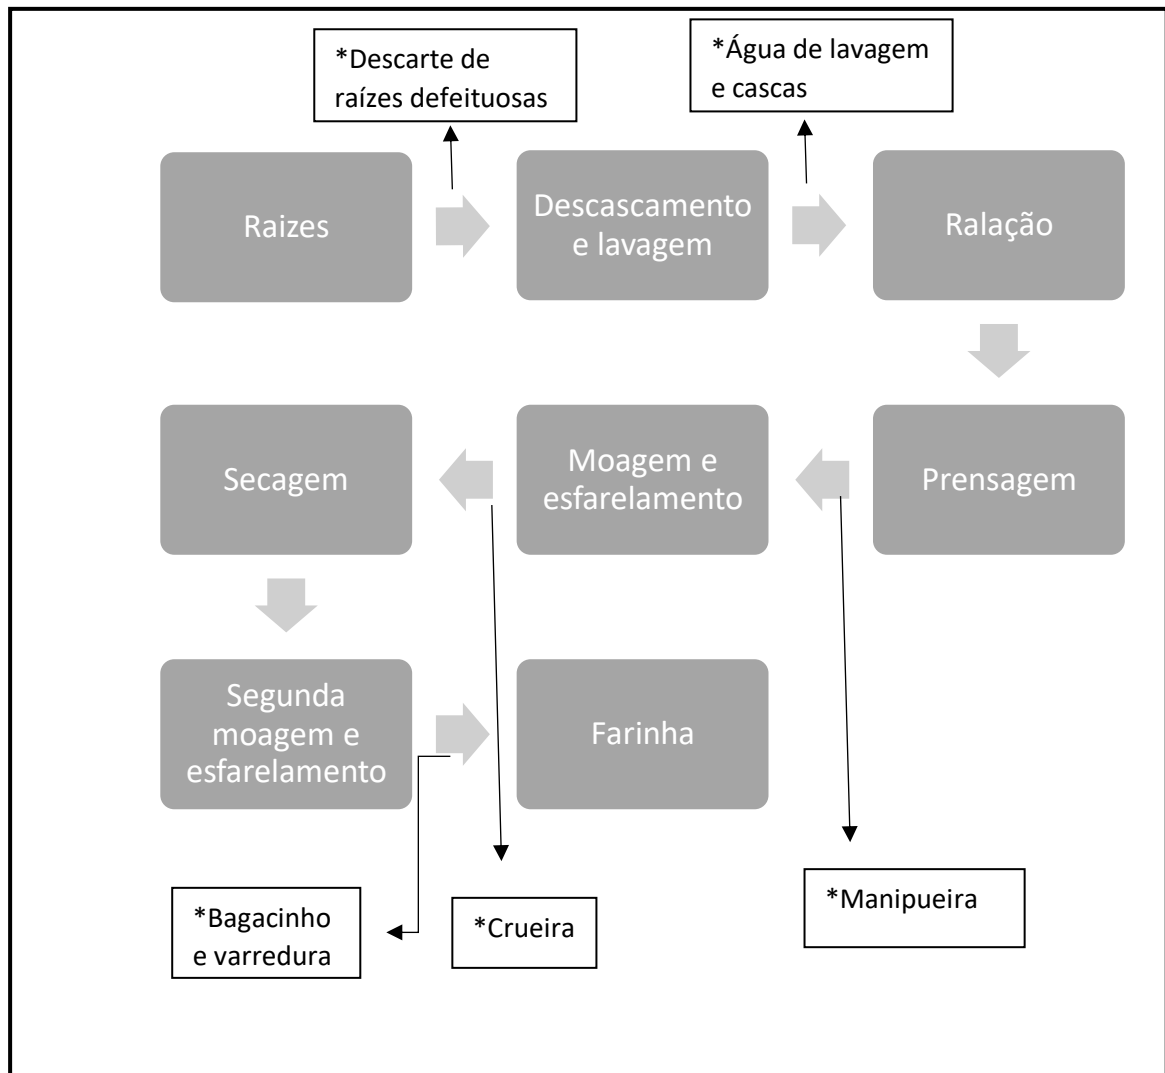 *Descarte de
raízes defeituosas
*Água de lavagem
e cascas
Raizes
Descascamento
e lavagem
Ralação
Secagem
Moagem e
esfarelamento
Prensagem
Segunda
moagem e
esfarelamento
Farinha
*Bagacinho
e varredura
*Crueira
*Manipueira